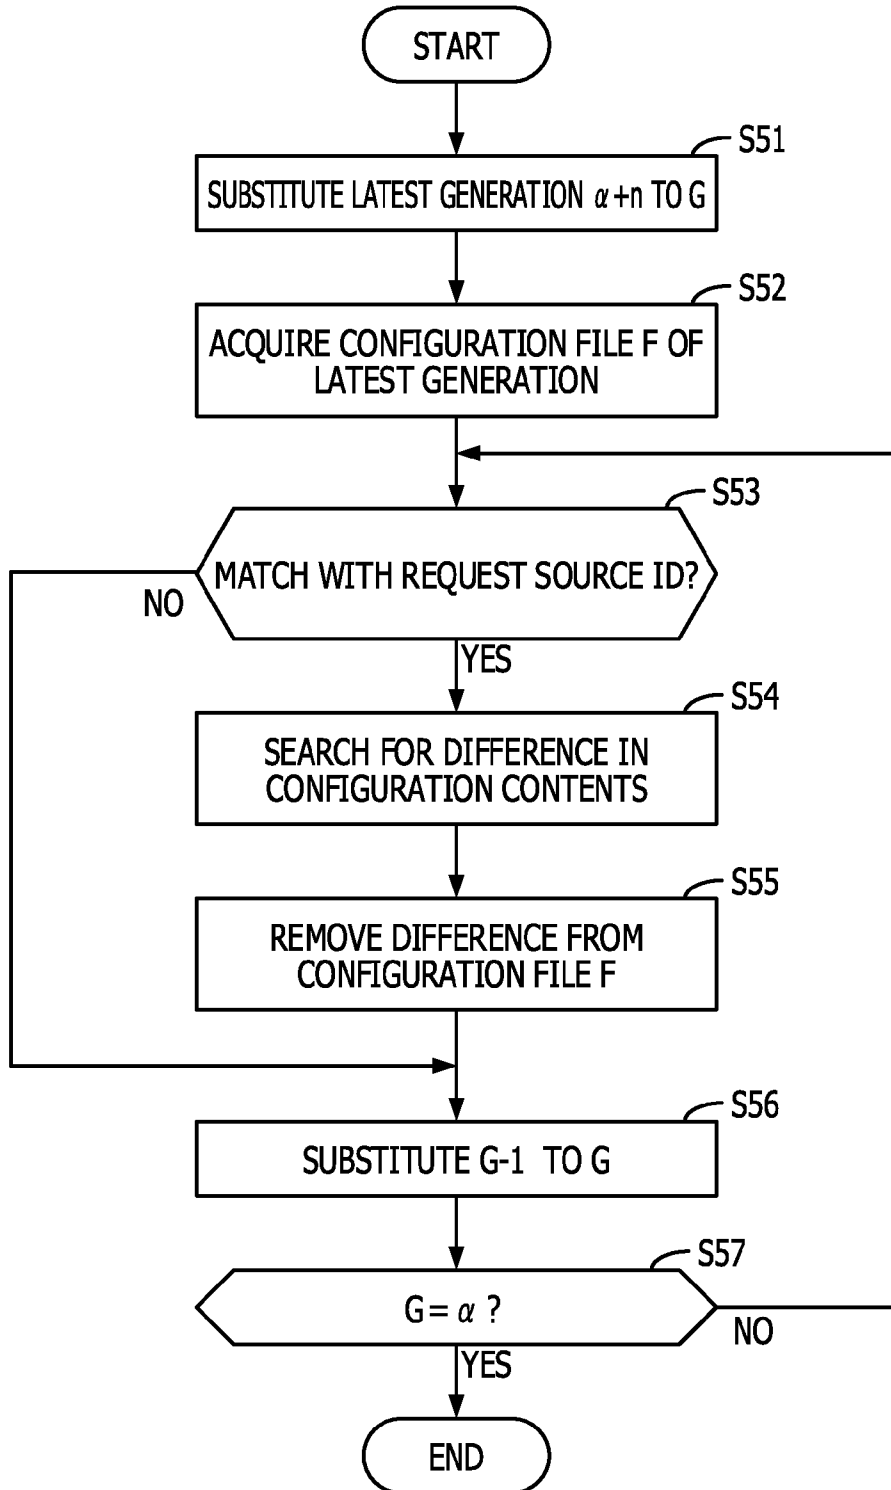 START
S51
SUBSTITUTE LATEST GENERATION α+n TO G
S52
ACQUIRE CONFIGURATION FILE F OF
LATEST GENERATION
S53
MATCH WITH REQUEST SOURCE ID?
NO
YES
S54
SEARCH FOR DIFFERENCE IN
CONFIGURATION CONTENTS
S55
REMOVE DIFFERENCE FROM
CONFIGURATION FILE F
S56
SUBSTITUTE G-1 TO G
S57
G = α ?
NO
YES
END